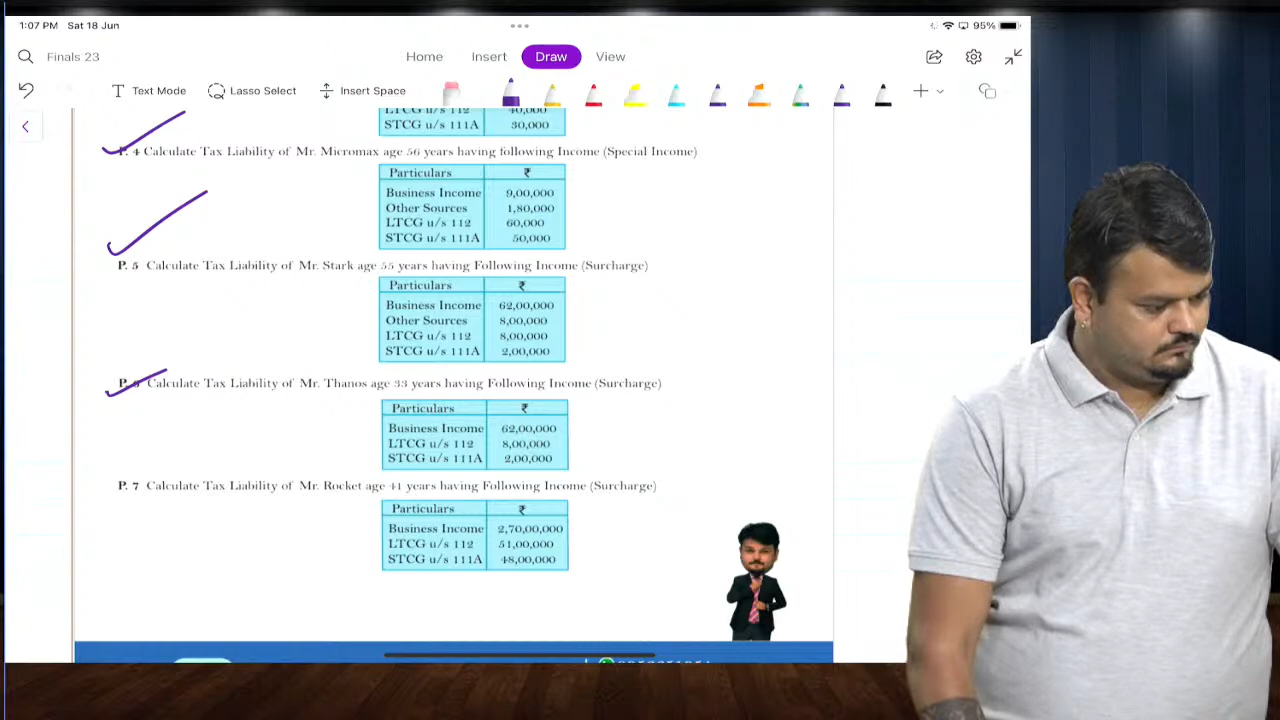 1:07 PM Sat 18 Jun
95%
Finals 23
Home Insert Draw View
Text Mode Lasso Select Insert Space
LTCG u/s 112 40,000
STCG u/s 111A 30,000
P. 4 Calculate Tax Liability of Mr. Micromax age 56 years having following Income (Special Income)
Particulars ₹
Business Income 9,00,000
Other Sources 1,80,000
LTCG u/s 112 60,000
STCG u/s 111A 50,000
P. 5 Calculate Tax Liability of Mr. Stark age 55 years having Following Income (Surcharge)
Particulars ₹
Business Income 62,00,000
Other Sources 8,00,000
LTCG u/s 112 8,00,000
STCG u/s 111A 2,00,000
P. 6 Calculate Tax Liability of Mr. Thanos age 33 years having Following Income (Surcharge)
Particulars ₹
Business Income 62,00,000
LTCG u/s 112 8,00,000
STCG u/s 111A 2,00,000
P. 7 Calculate Tax Liability of Mr. Rocket age 41 years having Following Income (Surcharge)
Particulars ₹
Business Income 2,70,00,000
LTCG u/s 112 51,00,000
STCG u/s 111A 48,00,000